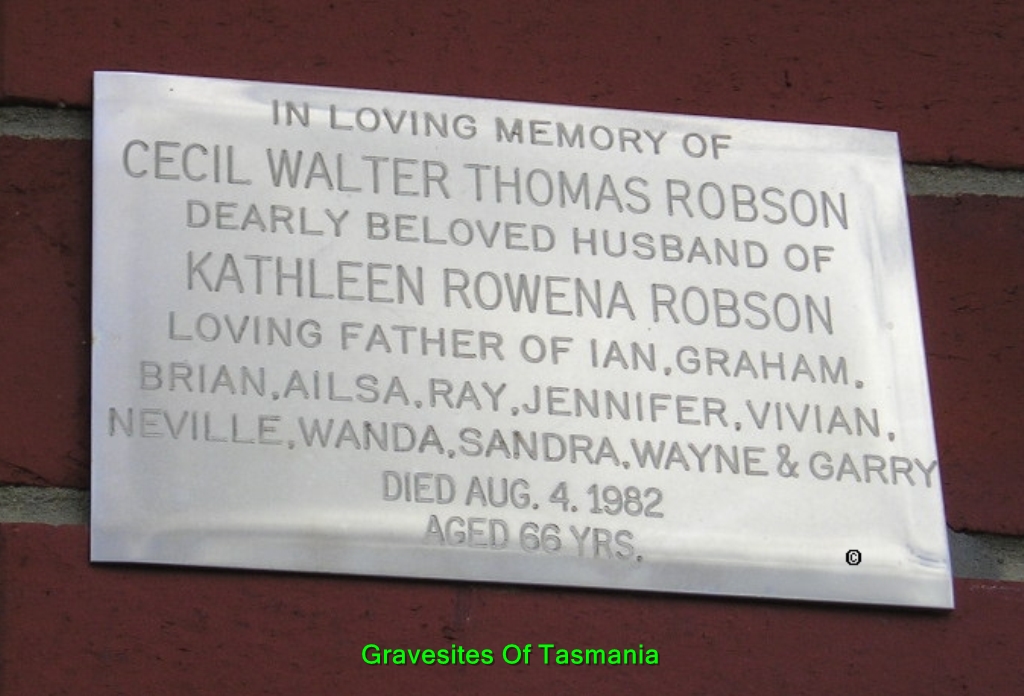 IN LOVING MEMORY OF
CECIL WALTER THOMAS ROBSON
DEARLY BELOVED HUSBAND OF
KATHLEEN ROWENA ROBSON
LOVING FATHER OF IAN, GRAHAM,
BRIAN, AILSA, RAY, JENNIFER, VIVIAN,
NEVILLE, WANDA, SANDRA, WAYNE & GARRY
DIED AUG. 4. 1982
AGED 66 YRS.
©
Gravesites Of Tasmania